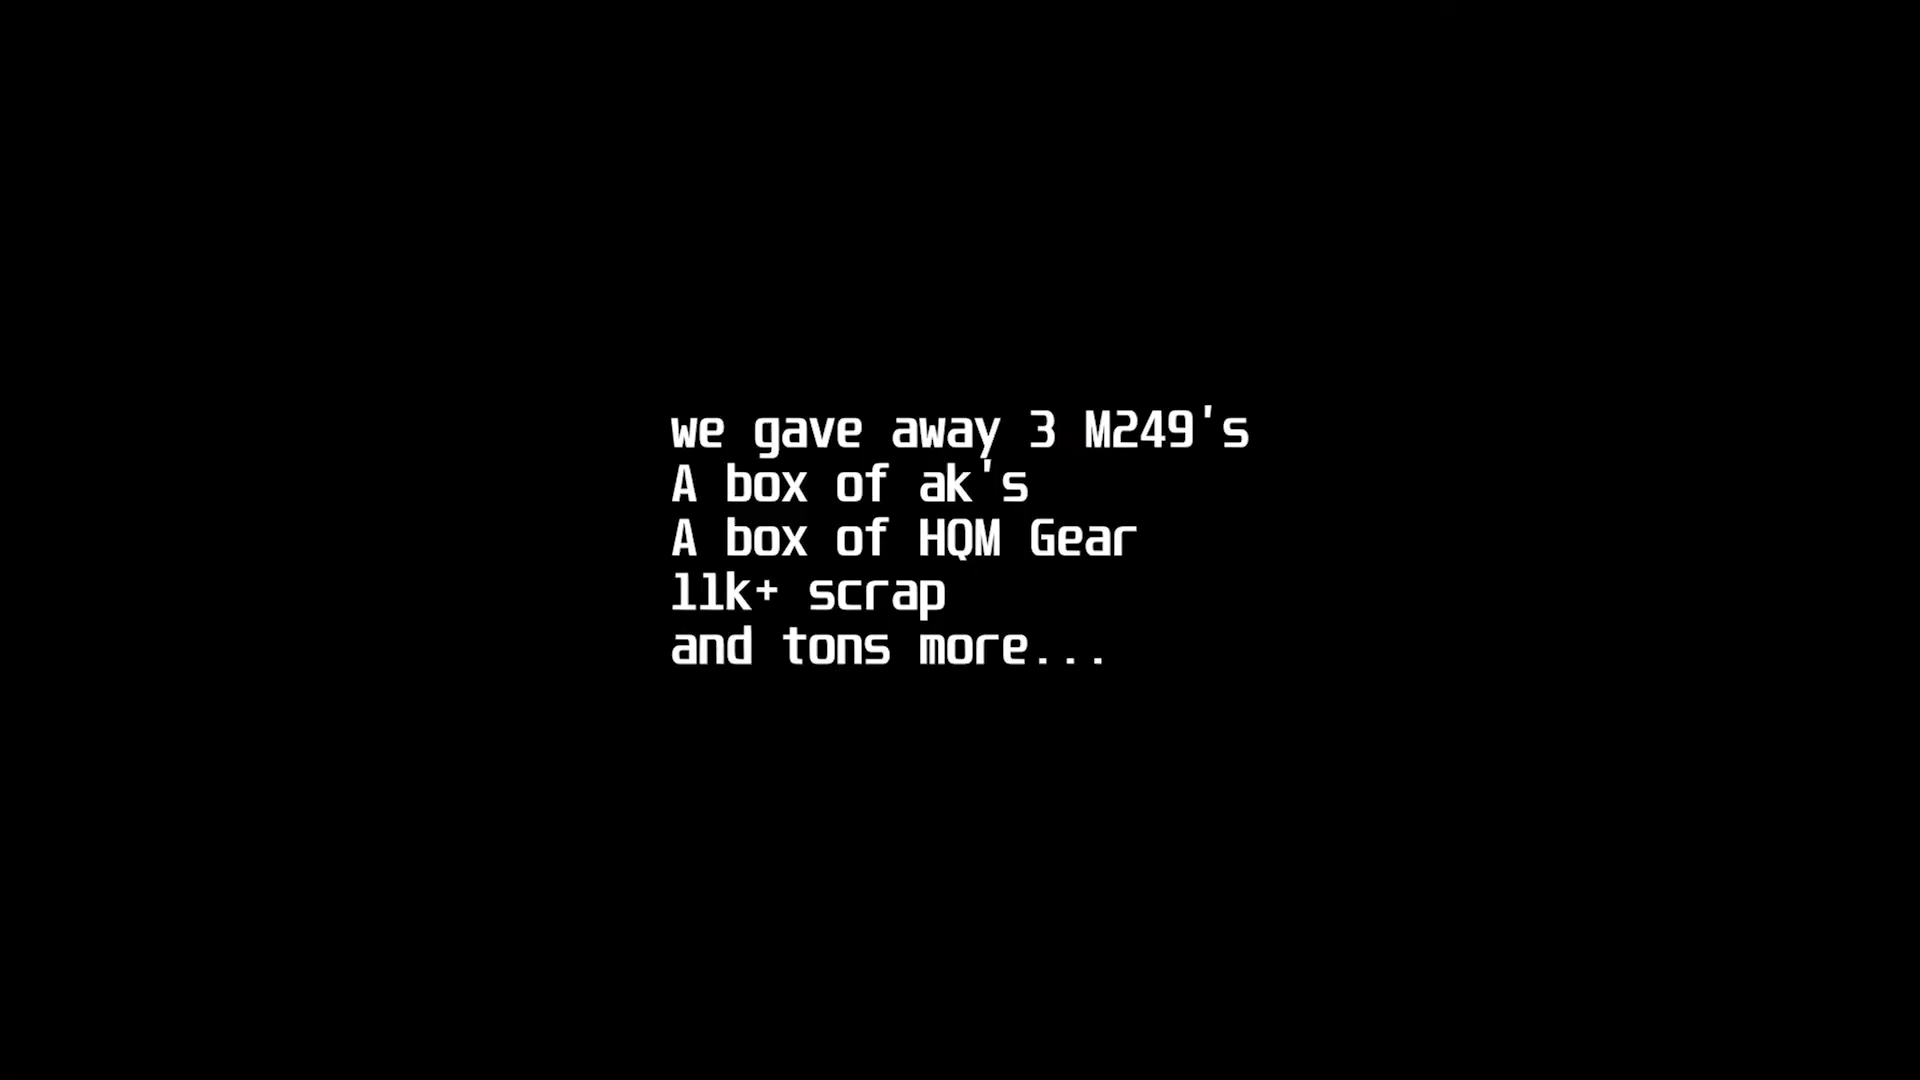 we gave away 3 M249's
A box of ak's
A box of HQM Gear
11k+ scrap
and tons more...